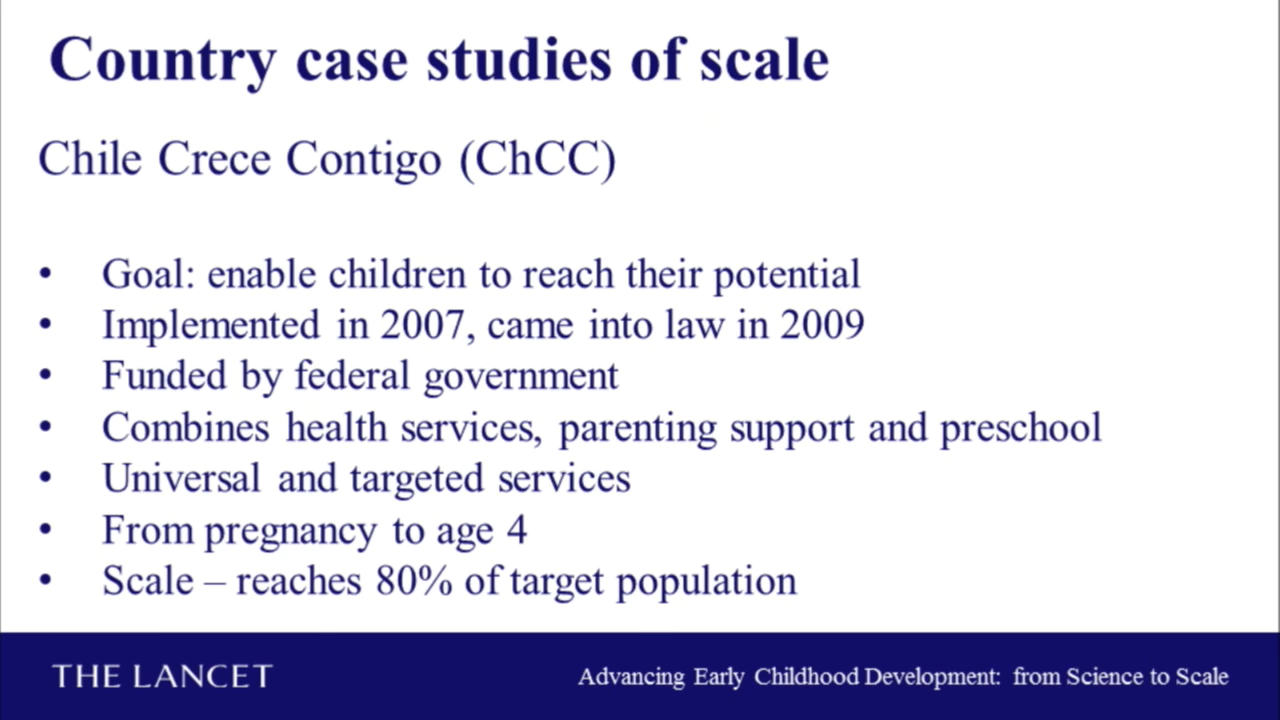 Country case studies of scale
Chile Crece Contigo (ChCC)
• Goal: enable children to reach their potential
• Implemented in 2007, came into law in 2009
• Funded by federal government
• Combines health services, parenting support and preschool
• Universal and targeted services
• From pregnancy to age 4
• Scale – reaches 80% of target population
THE LANCET
Advancing Early Childhood Development: from Science to Scale